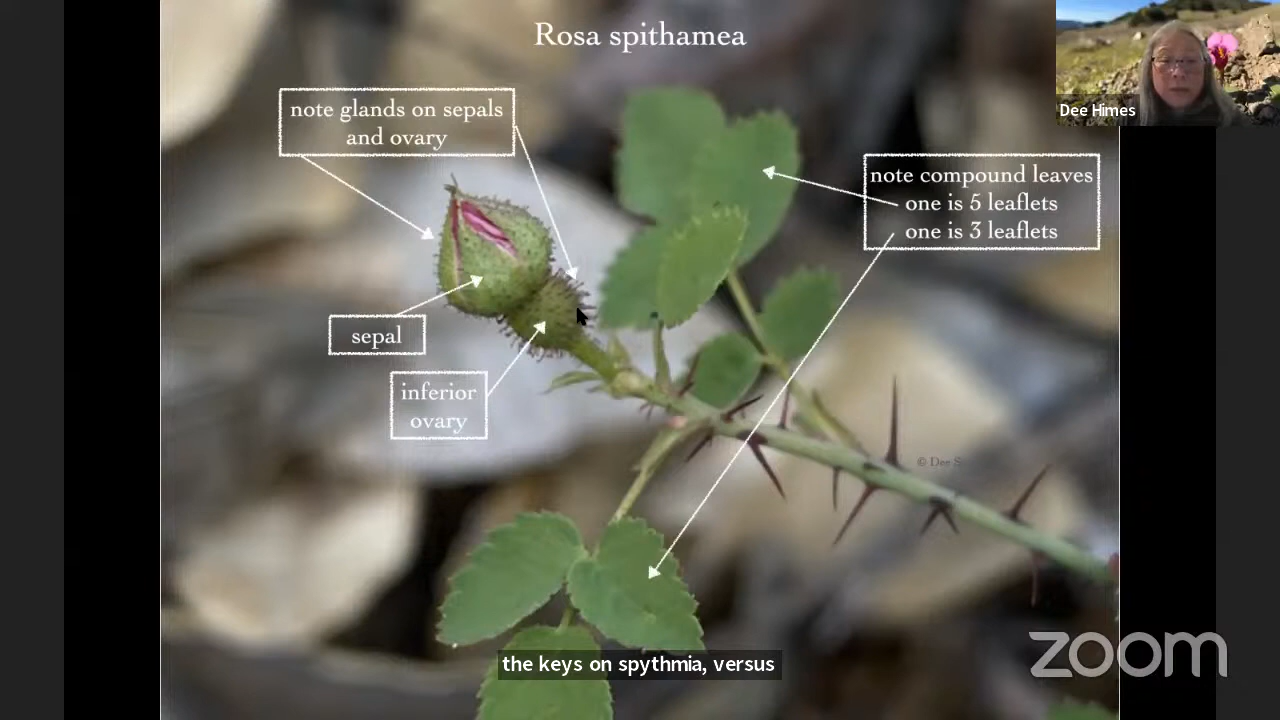 Rosa spithamea
Dee Himes
note glands on sepals
and ovary
note compound leaves
one is 5 leaflets
one is 3 leaflets
sepal
inferior
ovary
© Dee S
the keys on spythmia, versus
zoom